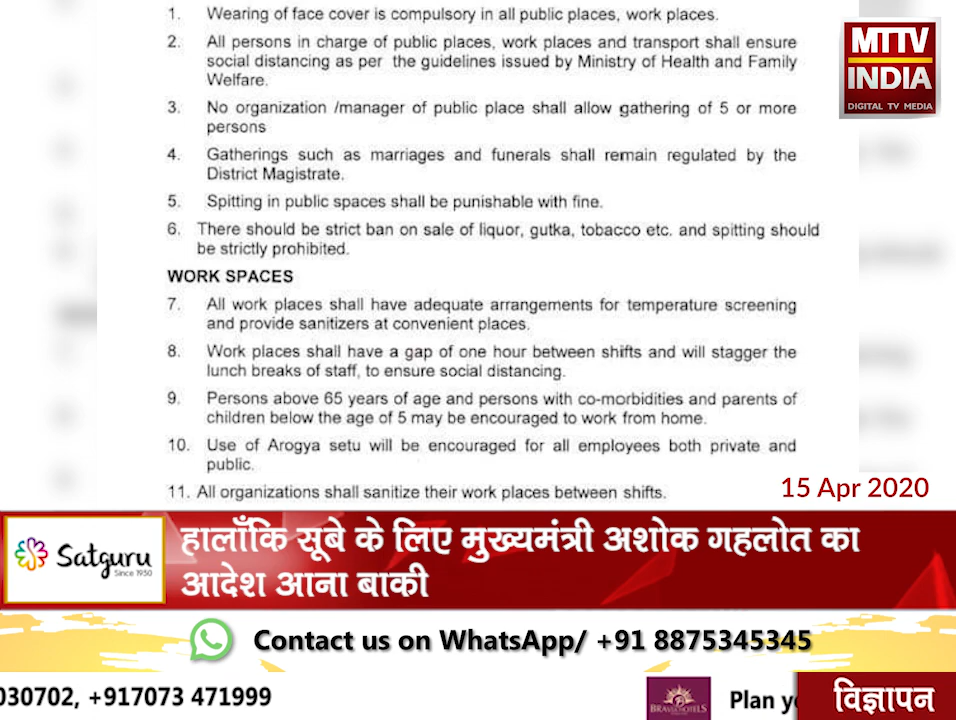 1. Wearing of face cover is compulsory in all public places, work places.
2. All persons in charge of public places, work places and transport shall ensure
social distancing as per the guidelines issued by Ministry of Health and Family
Welfare.
3. No organization /manager of public place shall allow gathering of 5 or more
persons
4. Gatherings such as marriages and funerals shall remain regulated by the
District Magistrate.
5. Spitting in public spaces shall be punishable with fine.
6. There should be strict ban on sale of liquor, gutka, tobacco etc. and spitting should
be strictly prohibited.
WORK SPACES
7. All work places shall have adequate arrangements for temperature screening
and provide sanitizers at convenient places.
8. Work places shall have a gap of one hour between shifts and will stagger the
lunch breaks of staff, to ensure social distancing.
9. Persons above 65 years of age and persons with co-morbidities and parents of
children below the age of 5 may be encouraged to work from home.
10. Use of Arogya setu will be encouraged for all employees both private and
public.
11. All organizations shall sanitize their work places between shifts.
MTTV
INDIA
DIGITAL TV MEDIA
15 Apr 2020
Satguru
Since 1950
हालाँकि सूबे के लिए मुख्यमंत्री अशोक गहलोत का
आदेश आना बाकी
Contact us on WhatsApp/ +91 8875345345
030702, +917073 471999
Plan
विज्ञापन